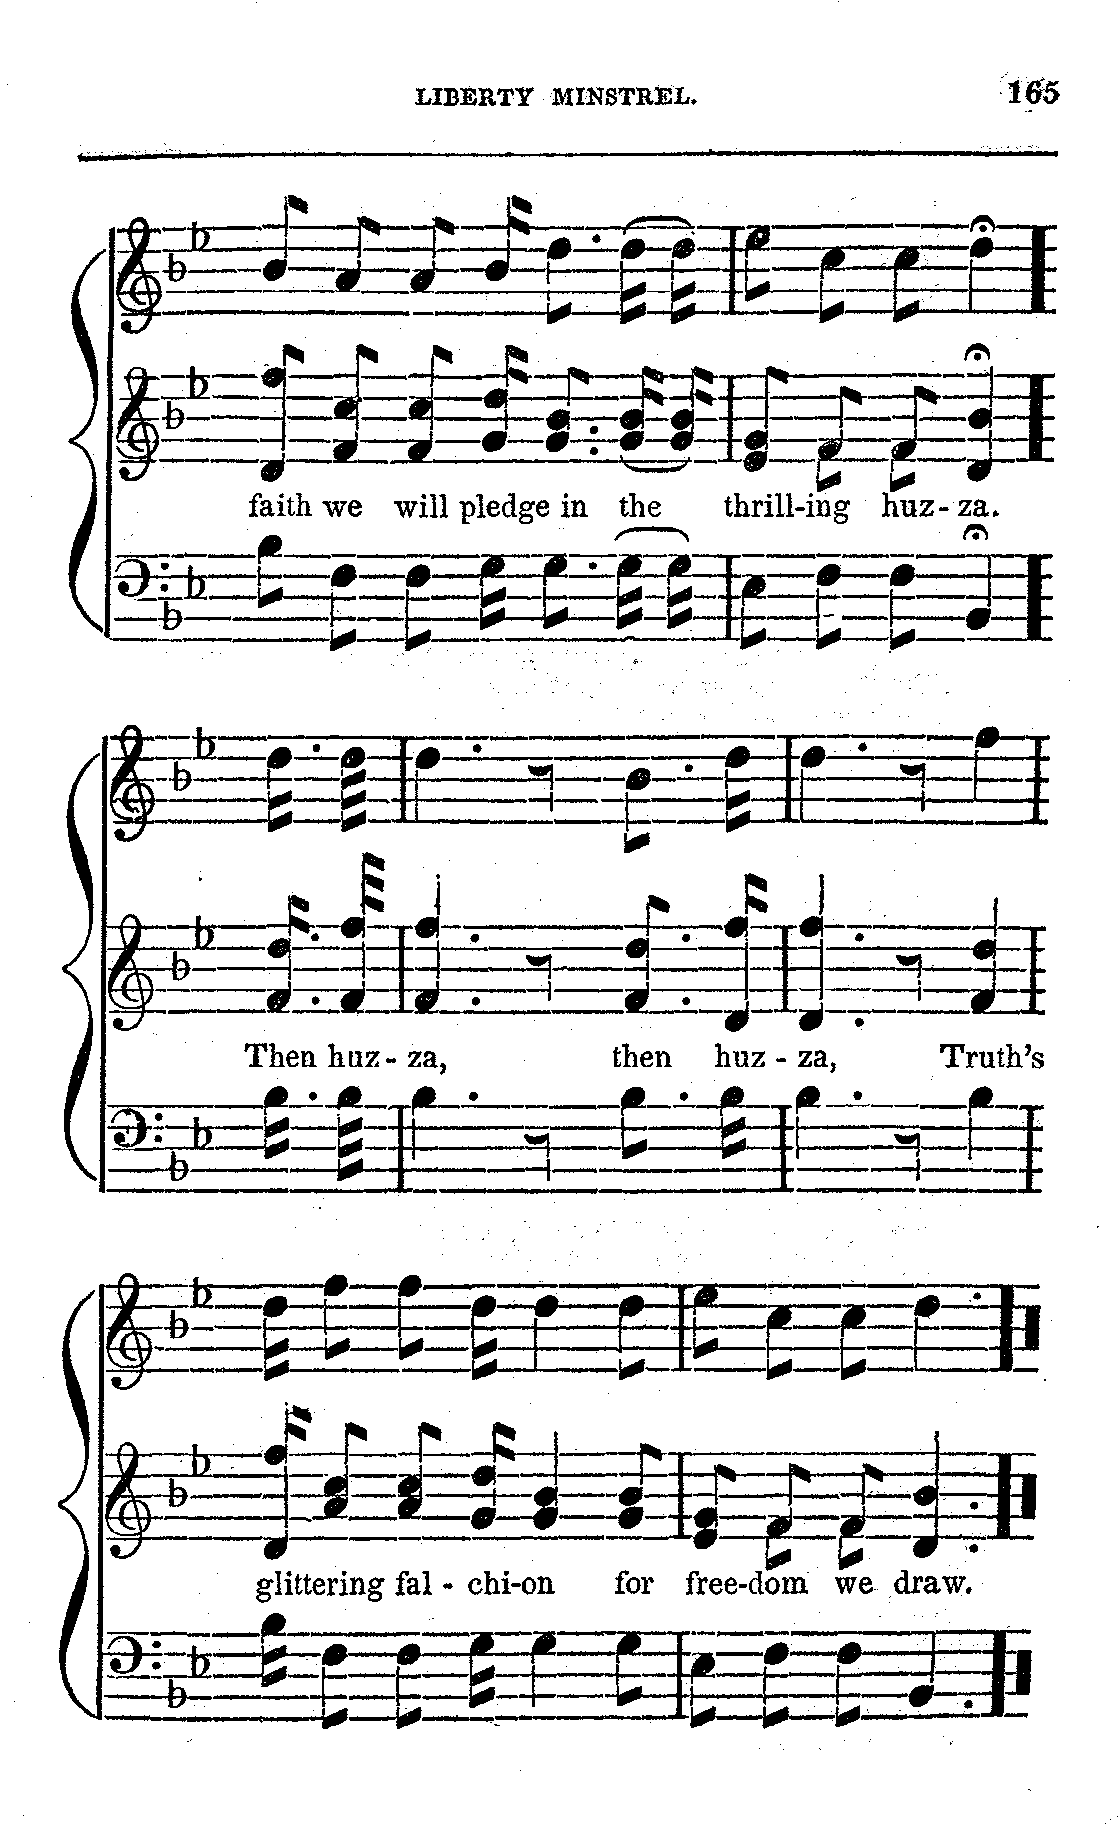 LIBERTY MINSTREL. 165
faith we will pledge in the thrill-ing huz - za.
Then huz - za, then huz - za, Truth's
glittering fal - chi-on for free-dom we draw.